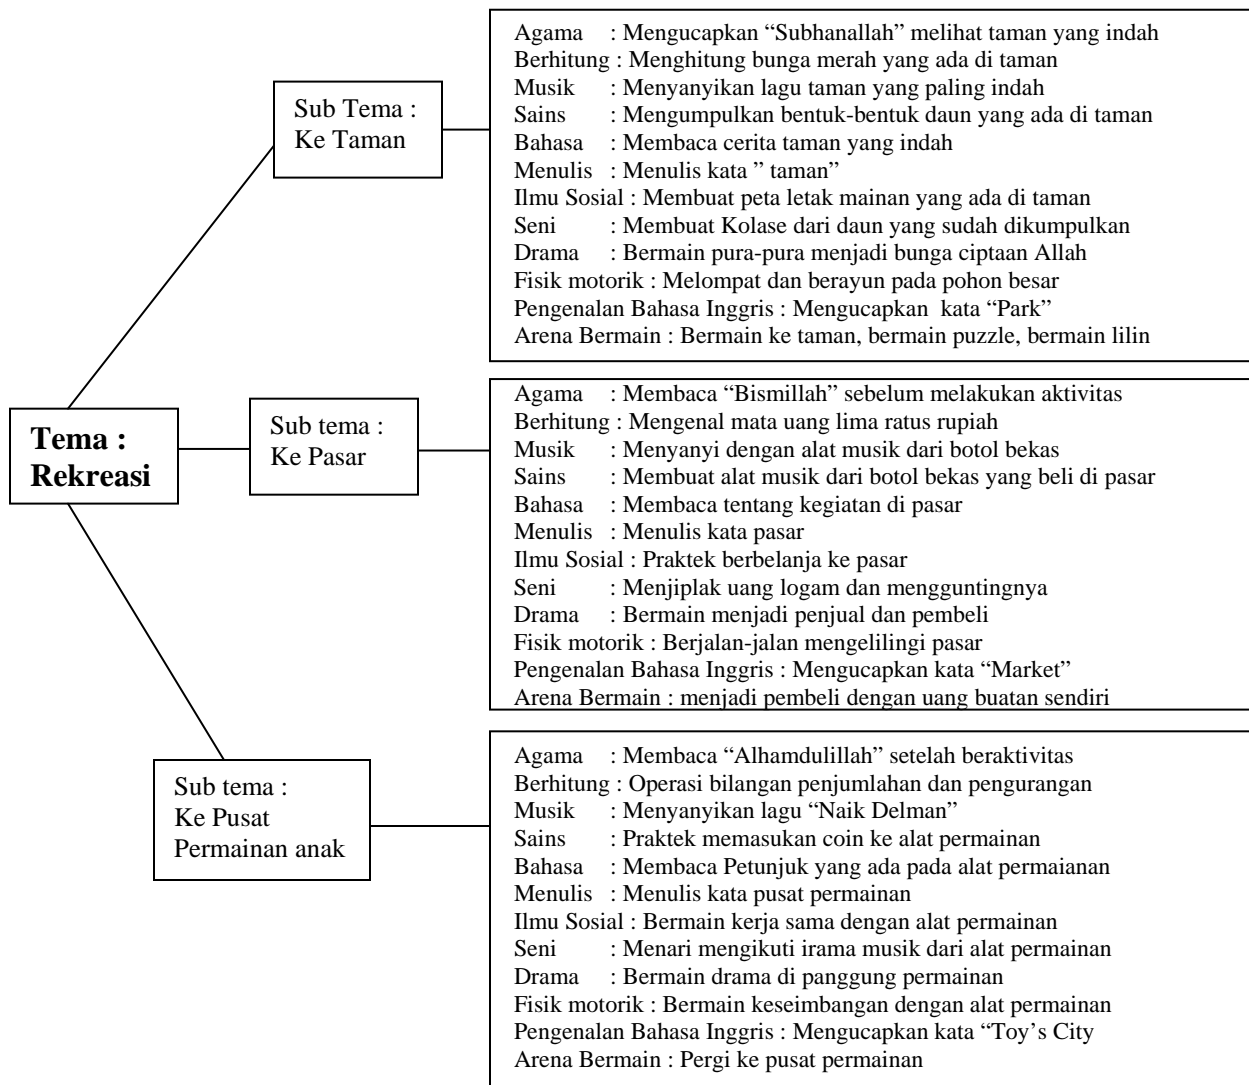 Tema :
Rekreasi
Sub Tema :
Ke Taman
Agama : Mengucapkan “Subhanallah” melihat taman yang indah
Berhitung : Menghitung bunga merah yang ada di taman
Musik : Menyanyikan lagu taman yang paling indah
Sains : Mengumpulkan bentuk-bentuk daun yang ada di taman
Bahasa : Membaca cerita taman yang indah
Menulis : Menulis kata ” taman”
Ilmu Sosial : Membuat peta letak mainan yang ada di taman
Seni : Membuat Kolase dari daun yang sudah dikumpulkan
Drama : Bermain pura-pura menjadi bunga ciptaan Allah
Fisik motorik : Melompat dan berayun pada pohon besar
Pengenalan Bahasa Inggris : Mengucapkan kata “Park”
Arena Bermain : Bermain ke taman, bermain puzzle, bermain lilin
Sub tema :
Ke Pasar
Agama : Membaca “Bismillah” sebelum melakukan aktivitas
Berhitung : Mengenal mata uang lima ratus rupiah
Musik : Menyanyi dengan alat musik dari botol bekas
Sains : Membuat alat musik dari botol bekas yang beli di pasar
Bahasa : Membaca tentang kegiatan di pasar
Menulis : Menulis kata pasar
Ilmu Sosial : Praktek berbelanja ke pasar
Seni : Menjiplak uang logam dan mengguntingnya
Drama : Bermain menjadi penjual dan pembeli
Fisik motorik : Berjalan-jalan mengelilingi pasar
Pengenalan Bahasa Inggris : Mengucapkan kata “Market”
Arena Bermain : menjadi pembeli dengan uang buatan sendiri
Sub tema :
Ke Pusat
Permainan anak
Agama : Membaca “Alhamdulillah” setelah beraktivitas
Berhitung : Operasi bilangan penjumlahan dan pengurangan
Musik : Menyanyikan lagu “Naik Delman”
Sains : Praktek memasukan coin ke alat permainan
Bahasa : Membaca Petunjuk yang ada pada alat permaianan
Menulis : Menulis kata pusat permainan
Ilmu Sosial : Bermain kerja sama dengan alat permainan
Seni : Menari mengikuti irama musik dari alat permainan
Drama : Bermain drama di panggung permainan
Fisik motorik : Bermain keseimbangan dengan alat permainan
Pengenalan Bahasa Inggris : Mengucapkan kata “Toy’s City
Arena Bermain : Pergi ke pusat permainan